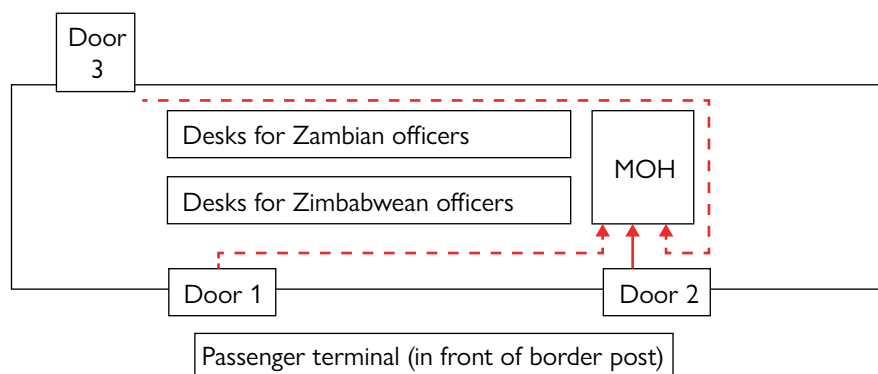 Door
3
Desks for Zambian officers
MOH
Desks for Zimbabwean officers
Door 1
Door 2
Passenger terminal (in front of border post)